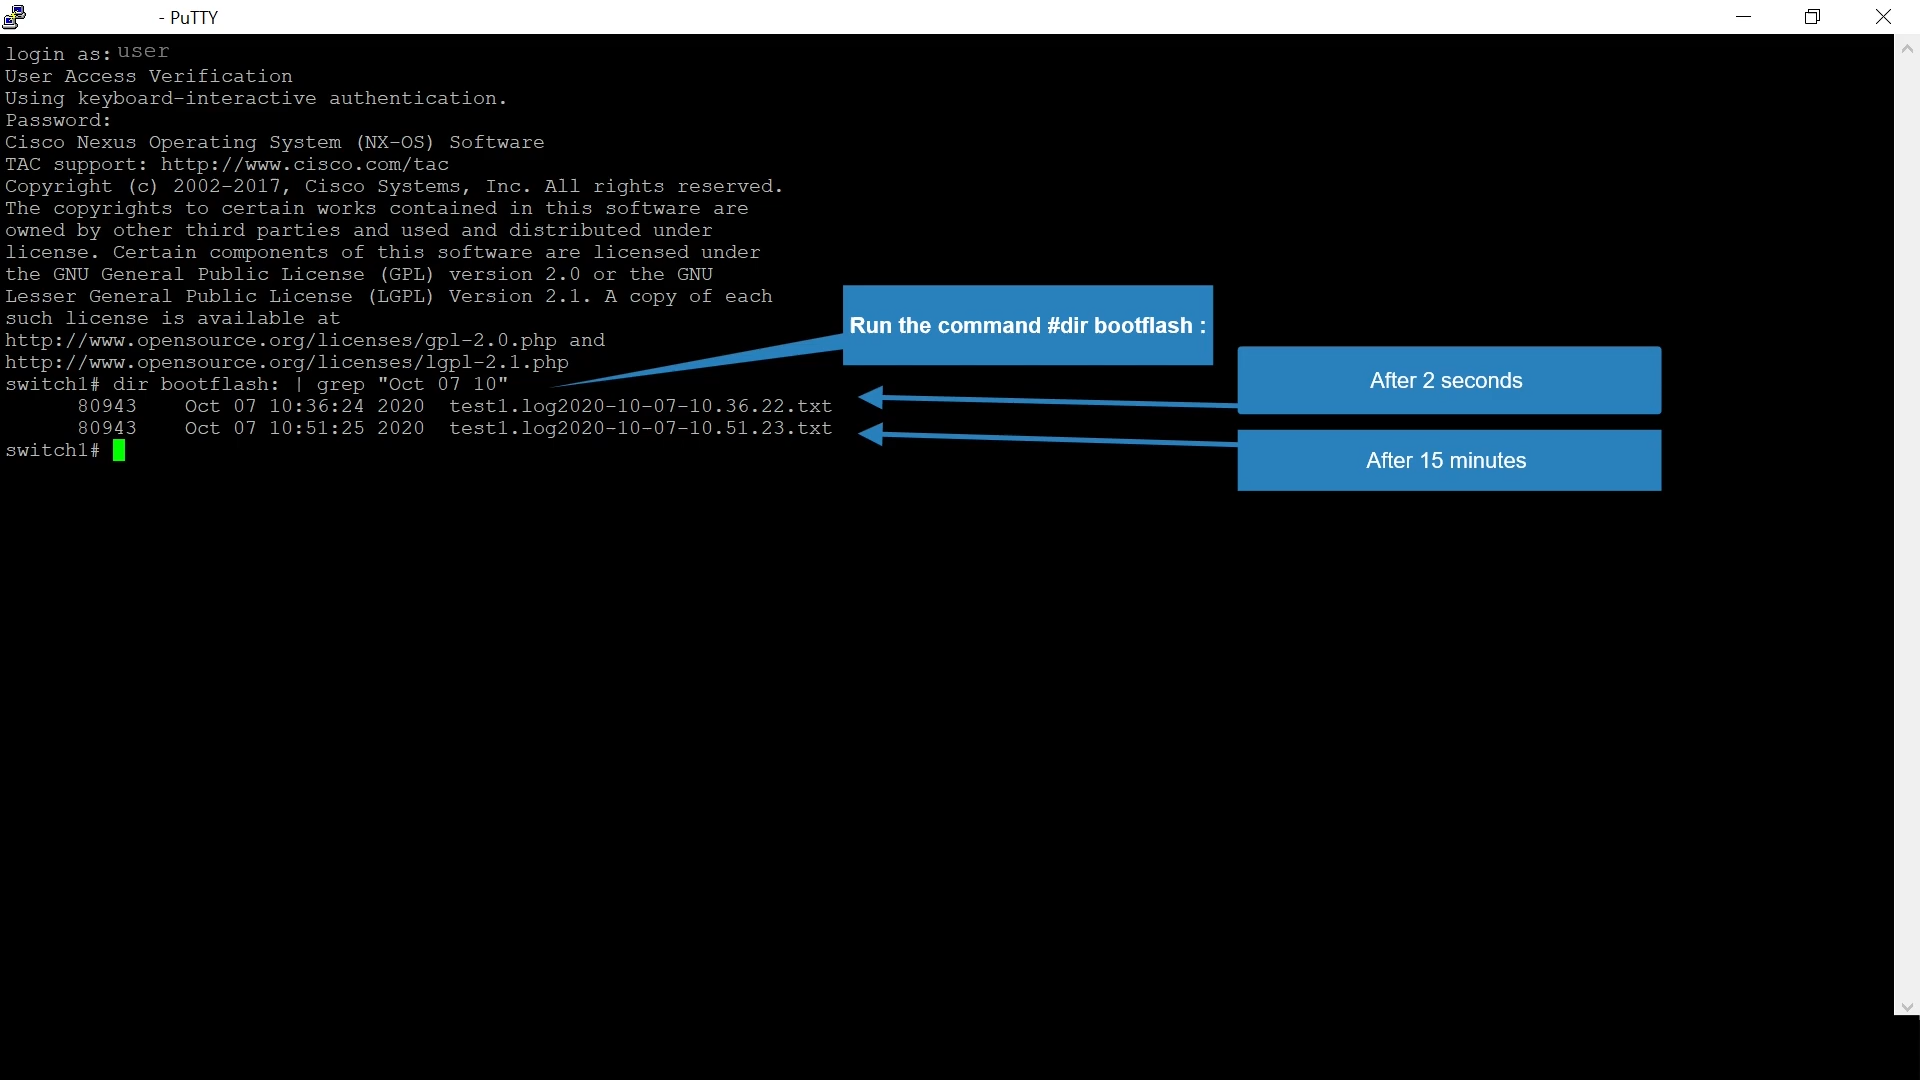 - PuTTY
login as: user
User Access Verification
Using keyboard-interactive authentication.
Password:
Cisco Nexus Operating System (NX-OS) Software
TAC support: http://www.cisco.com/tac
Copyright (c) 2002-2017, Cisco Systems, Inc. All rights reserved.
The copyrights to certain works contained in this software are
owned by other third parties and used and distributed under
license. Certain components of this software are licensed under
the GNU General Public License (GPL) version 2.0 or the GNU
Lesser General Public License (LGPL) Version 2.1. A copy of each
such license is available at
http://www.opensource.org/licenses/gpl-2.0.php and
http://www.opensource.org/licenses/lgpl-2.1.php
switch1# dir bootflash: | grep "Oct 07 10"
80943 Oct 07 10:36:24 2020 test1.log2020-10-07-10.36.22.txt
80943 Oct 07 10:51:25 2020 test1.log2020-10-07-10.51.23.txt
switch1#
Run the command #dir bootflash :
After 2 seconds
After 15 minutes